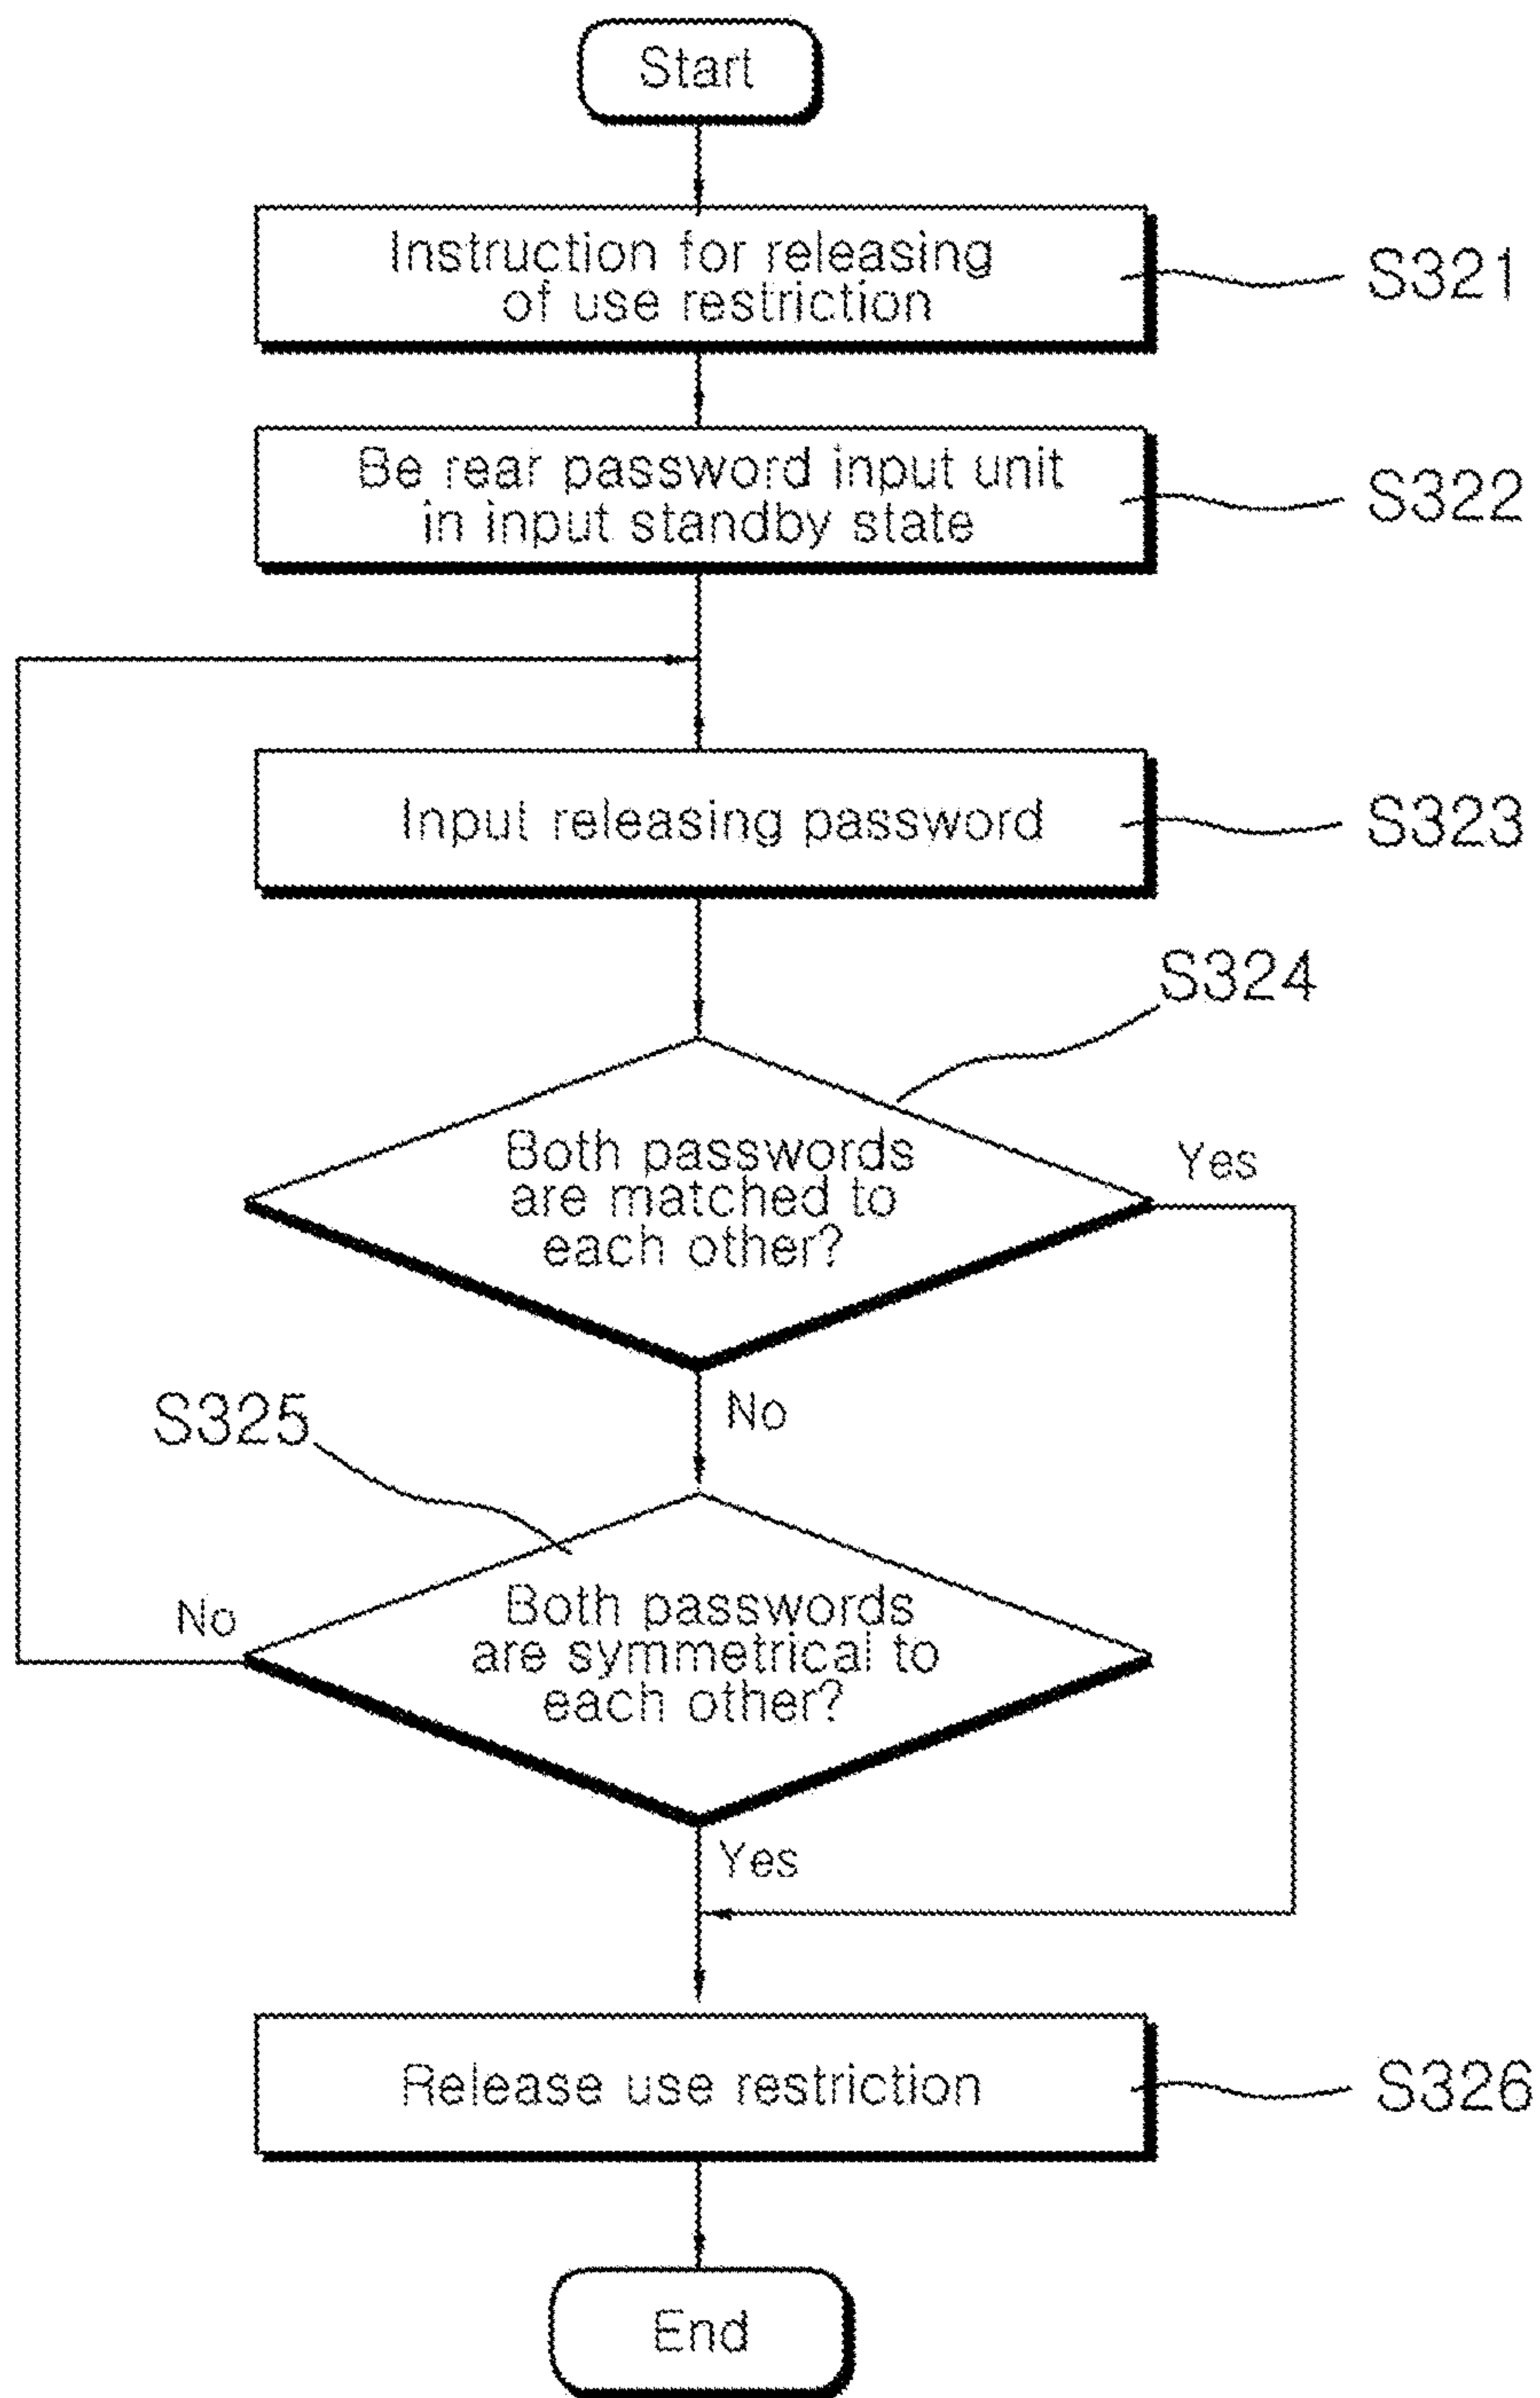 Start
Instruction for releasing
of use restriction
S321
Be rear password input unit
in input standby state
S322
Input releasing password
S323
S324
Both passwords
are matched to
each other?
Yes
No
S325
Both passwords
are symmetrical to
each other?
No
Yes
Release use restriction
S326
End